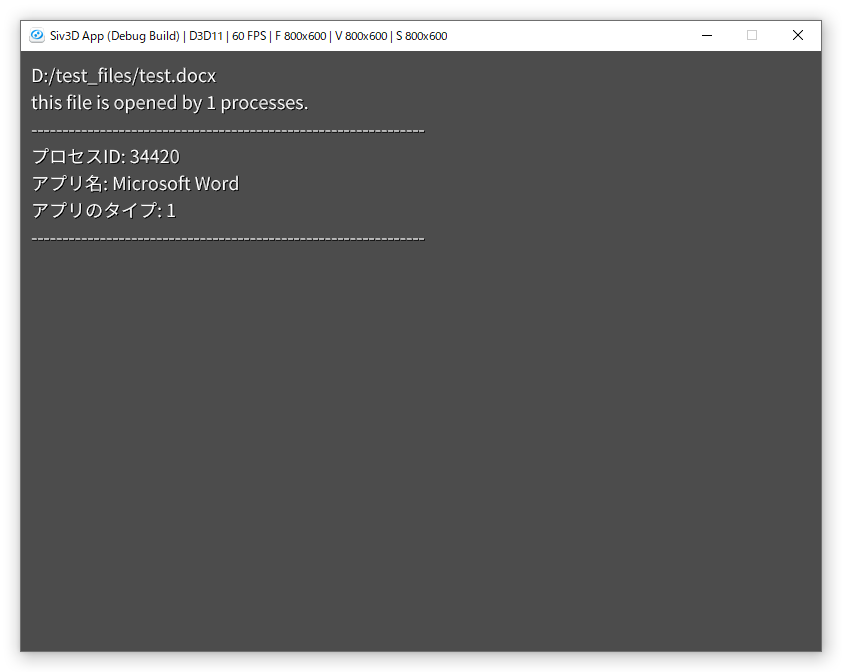 Siv3D App (Debug Build) | D3D11 | 60 FPS | F 800x600 | V 800x600 | S 800x600
D:/test_files/test.docx
this file is opened by 1 processes.
---------------------------------------------------------------
プロセスID: 34420
アプリ名: Microsoft Word
アプリのタイプ: 1
---------------------------------------------------------------